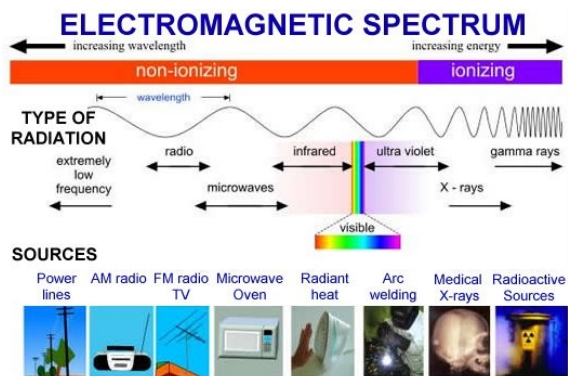 ELECTROMAGNETIC SPECTRUM
increasing wavelength
increasing energy
non-ionizing
ionizing
wavelength
TYPE OF
RADIATION
extremely
low
frequency
radio
microwaves
infrared
ultra violet
X - rays
gamma rays
visible
SOURCES
Power
lines
AM radio
FM radio
TV
Microwave
Oven
Radiant
heat
Arc
welding
Medical
X-rays
Radioactive
Sources